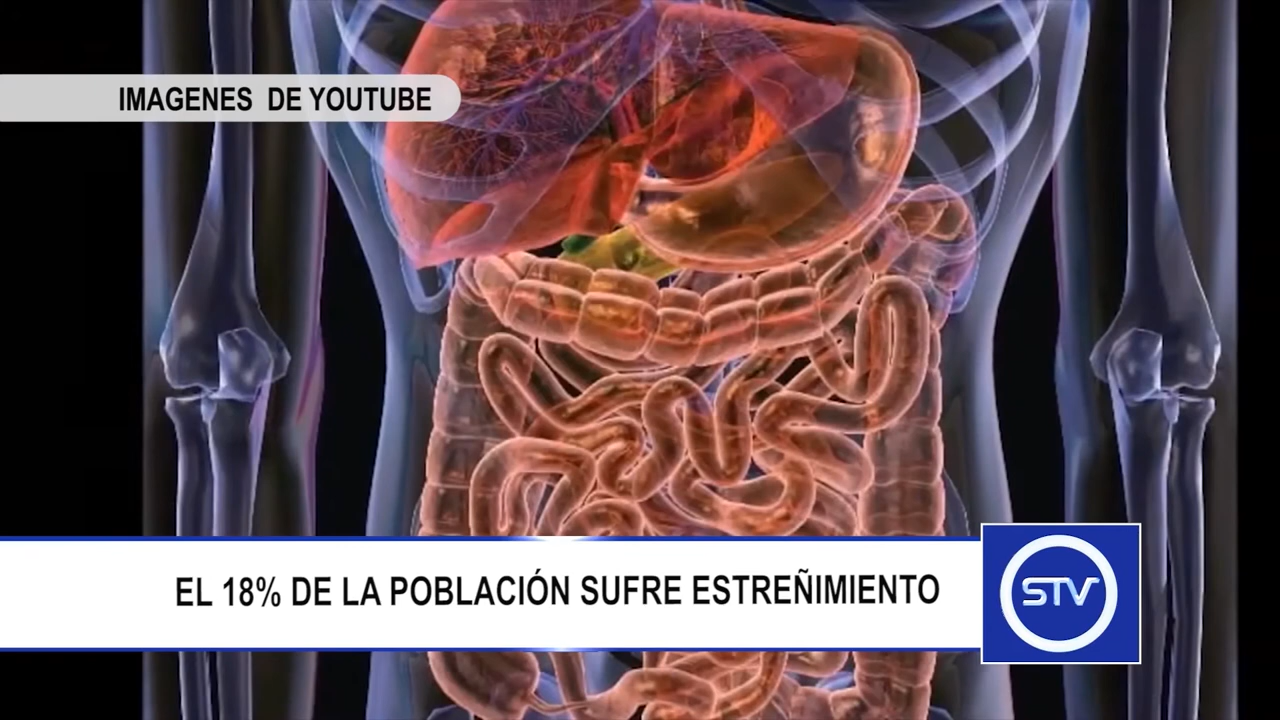 IMAGENES DE YOUTUBE
EL 18% DE LA POBLACIÓN SUFRE ESTREÑIMIENTO
STV